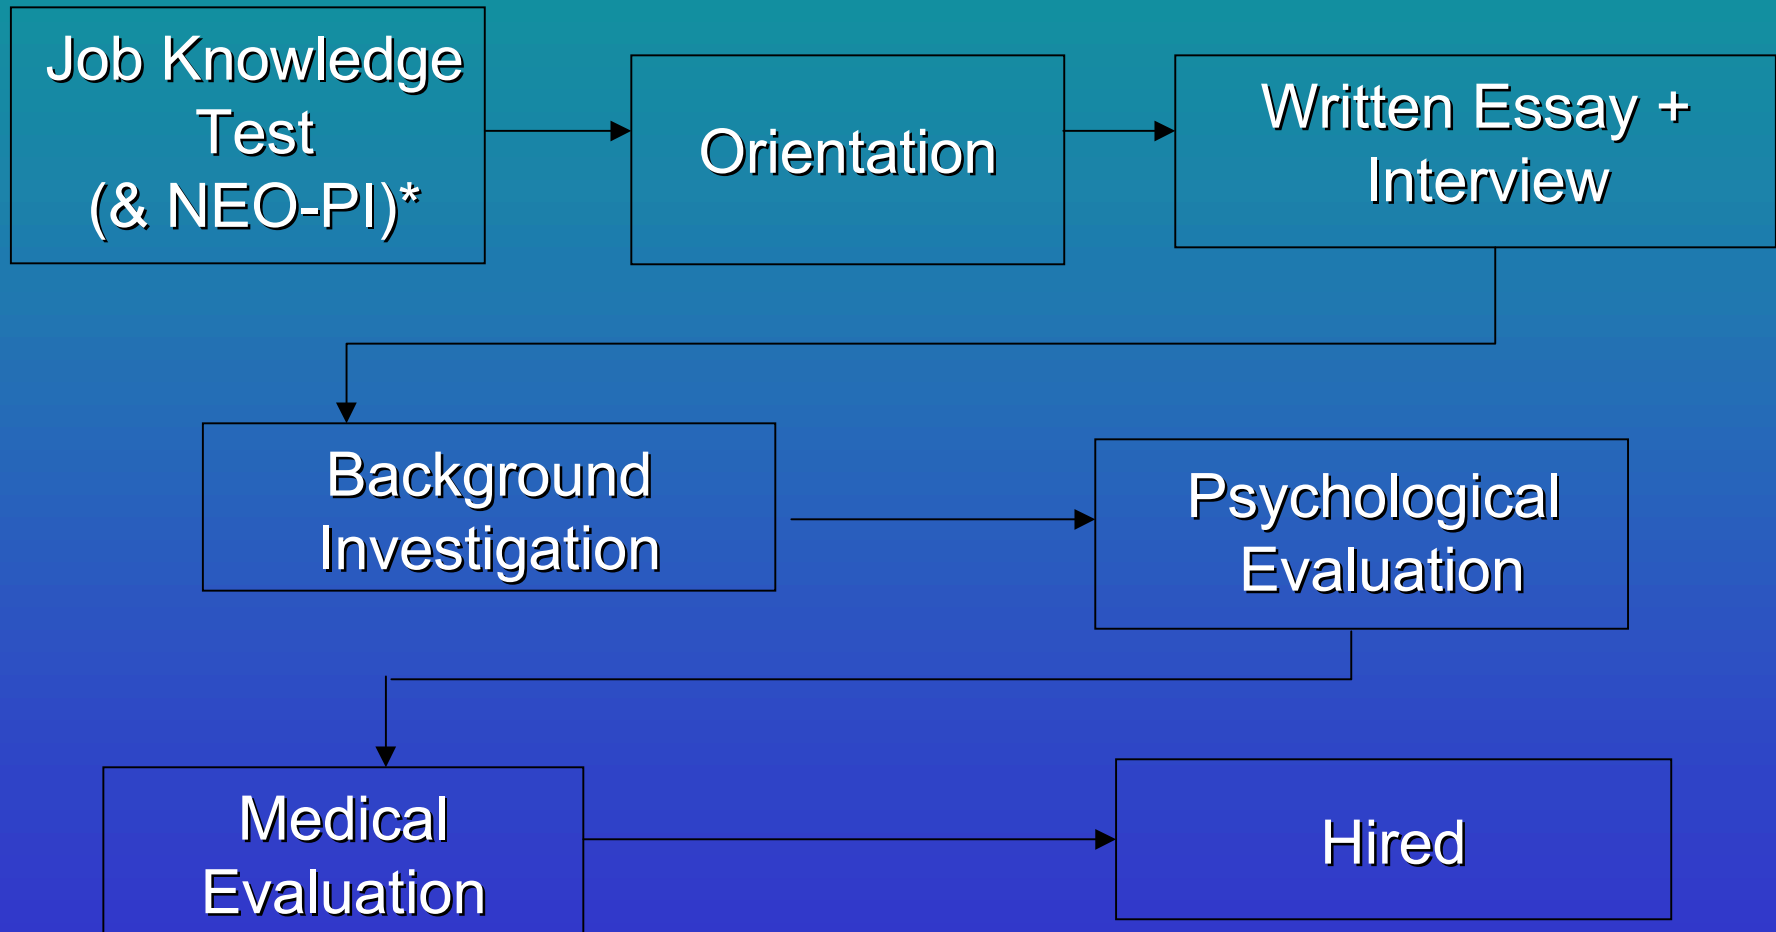 Job Knowledge
Test
(& NEO-PI)*
Orientation
Written Essay +
Interview
Background
Investigation
Psychological
Evaluation
Medical
Evaluation
Hired